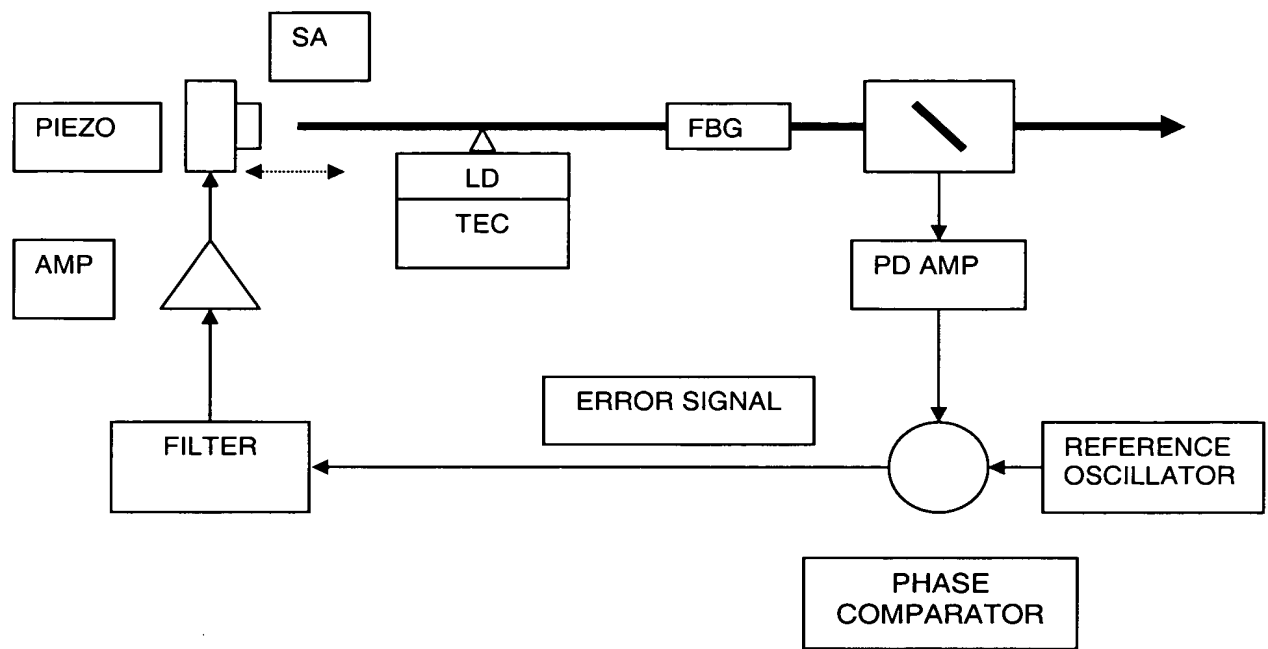 SA
PIEZO
FBG
LD
TEC
AMP
PD AMP
ERROR SIGNAL
FILTER
REFERENCE
OSCILLATOR
PHASE
COMPARATOR